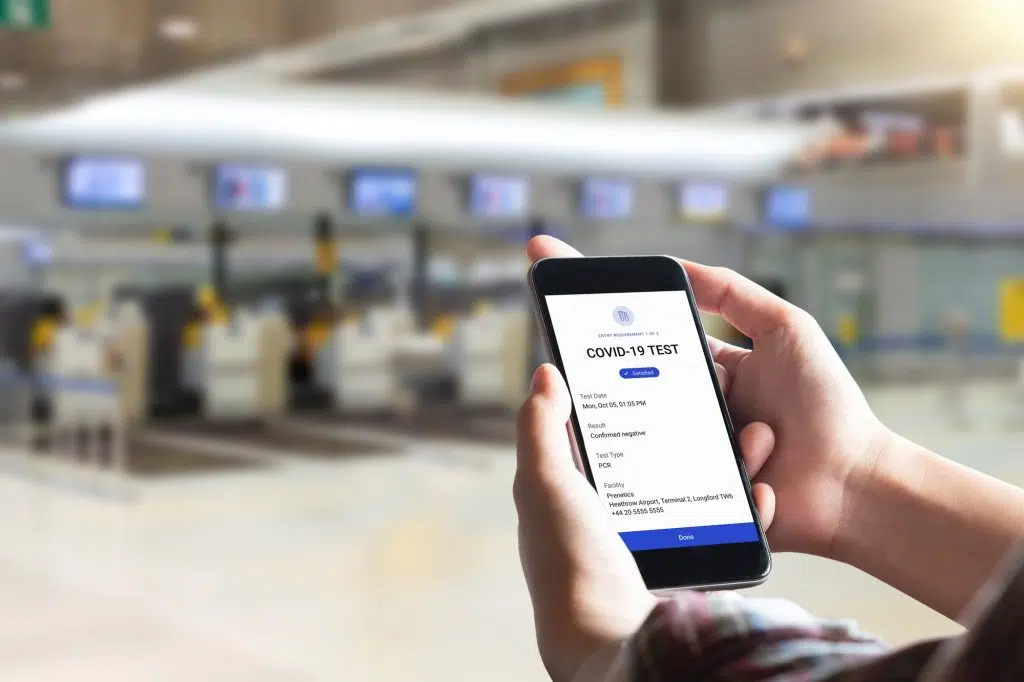 ENTRY REQUIREMENT 1 OF 2
COVID-19 TEST
Satisfied
Test Date
Mon, Oct 05, 01:05 PM
Result
Confirmed negative
Test Type
PCR
Facility
Prenetics
Heathrow Airport, Terminal 2, Longford TW6
+44 20 5555 5555
Done